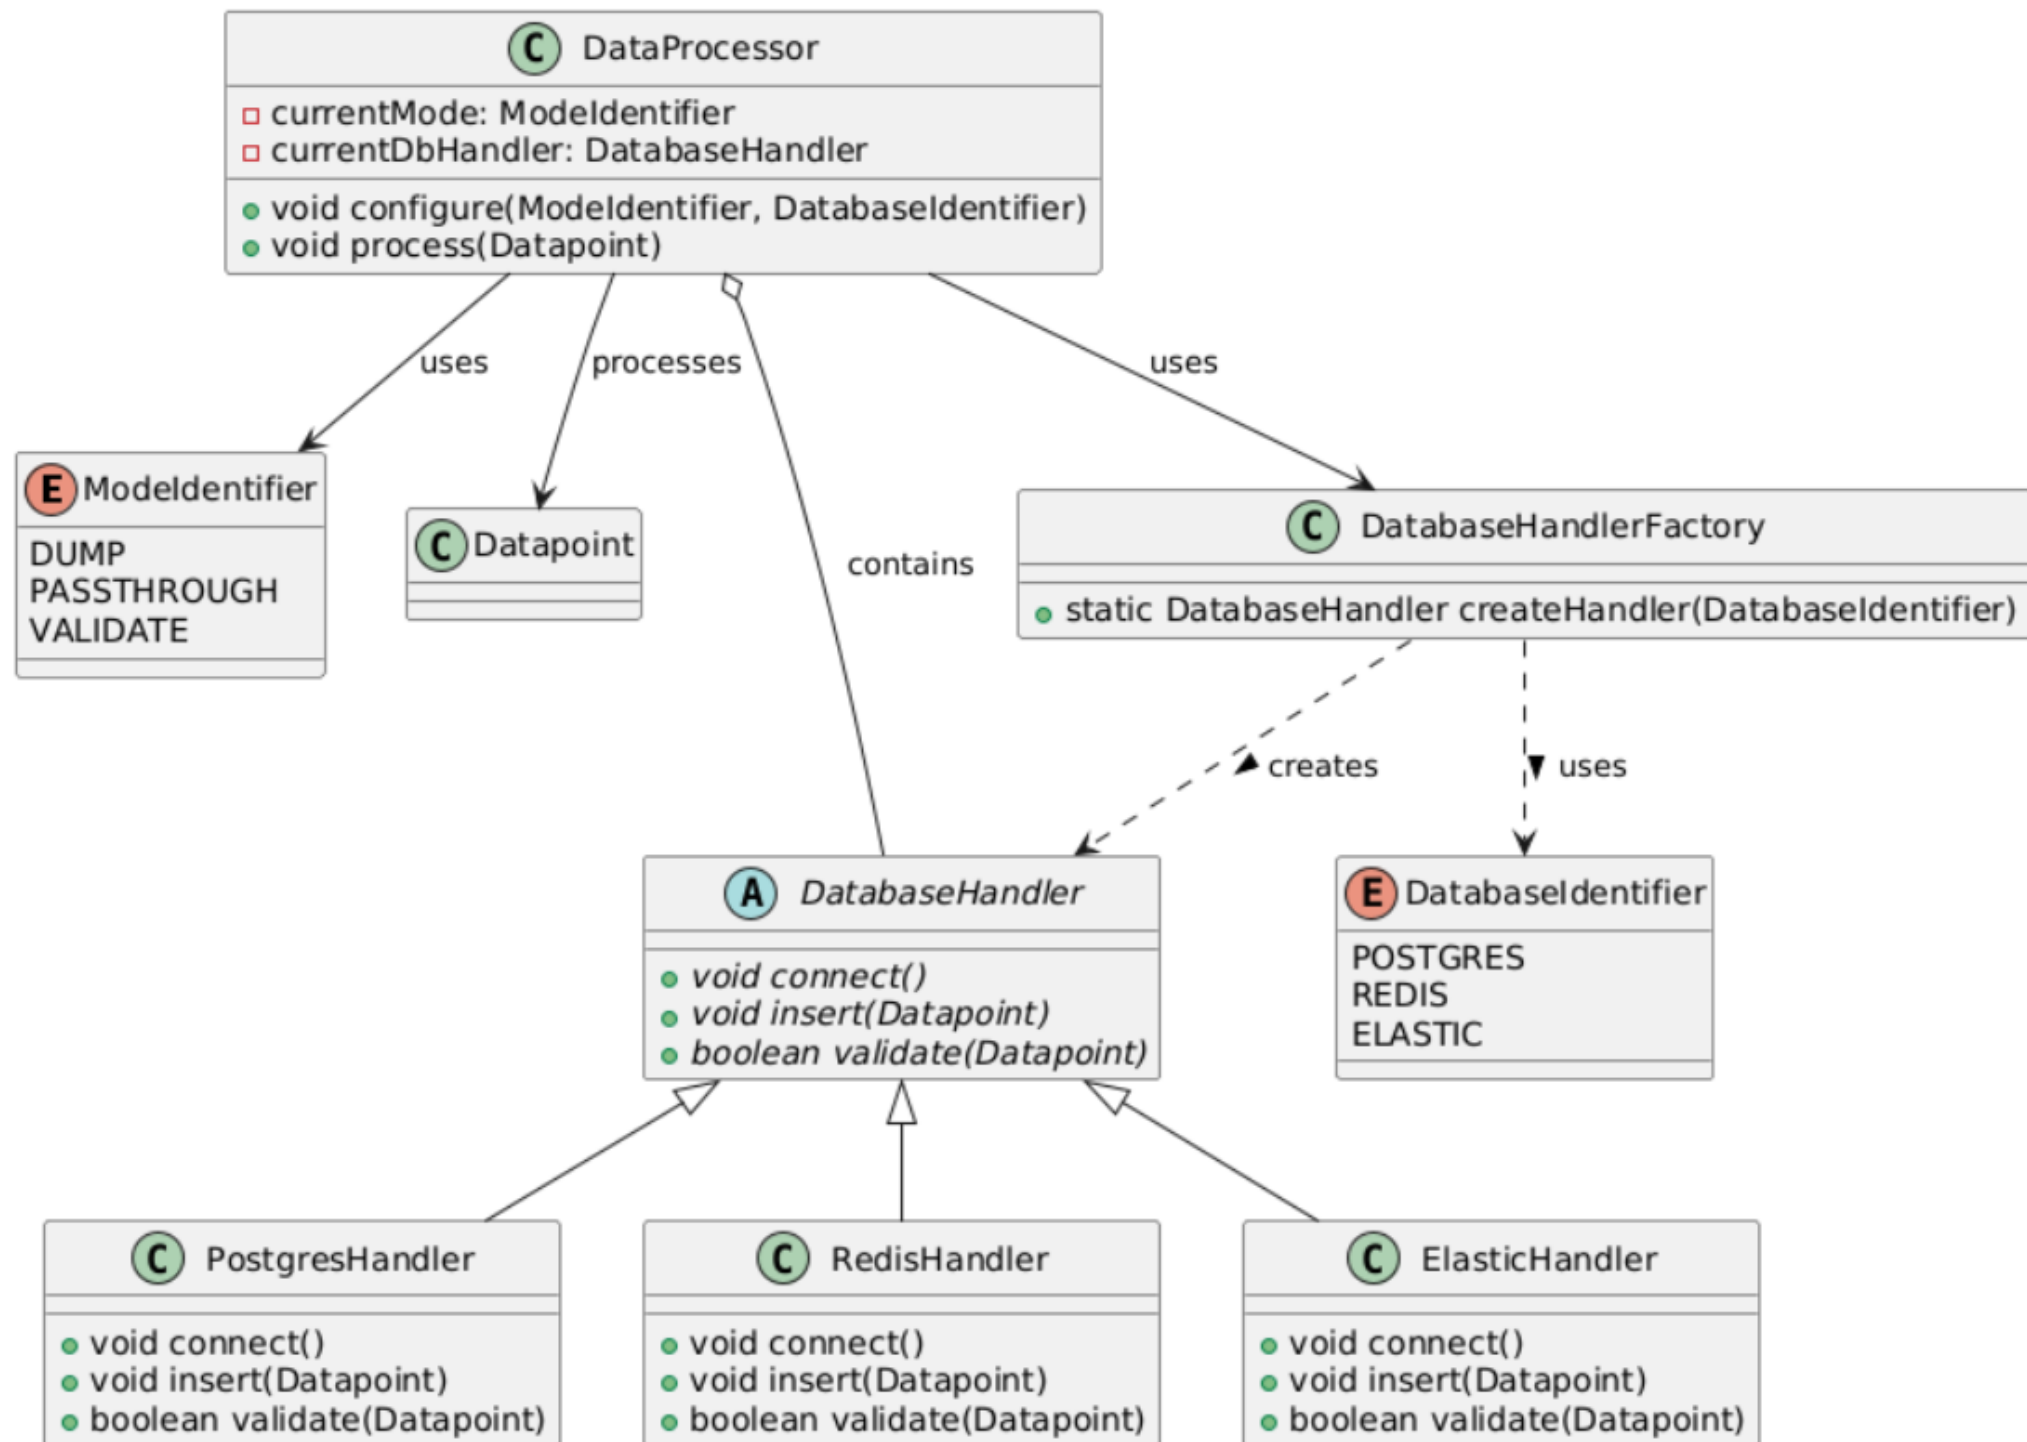 C DataProcessor
currentMode: ModeIdentifier
currentDbHandler: DatabaseHandler
void configure(ModeIdentifier, DatabaseIdentifier)
void process(Datapoint)
uses
processes
uses
E ModeIdentifier
DUMP
PASSTHROUGH
VALIDATE
C Datapoint
contains
C DatabaseHandlerFactory
static DatabaseHandler createHandler(DatabaseIdentifier)
creates
uses
A DatabaseHandler
void connect()
void insert(Datapoint)
boolean validate(Datapoint)
E DatabaseIdentifier
POSTGRES
REDIS
ELASTIC
C PostgresHandler
void connect()
void insert(Datapoint)
boolean validate(Datapoint)
C RedisHandler
void connect()
void insert(Datapoint)
boolean validate(Datapoint)
C ElasticHandler
void connect()
void insert(Datapoint)
boolean validate(Datapoint)